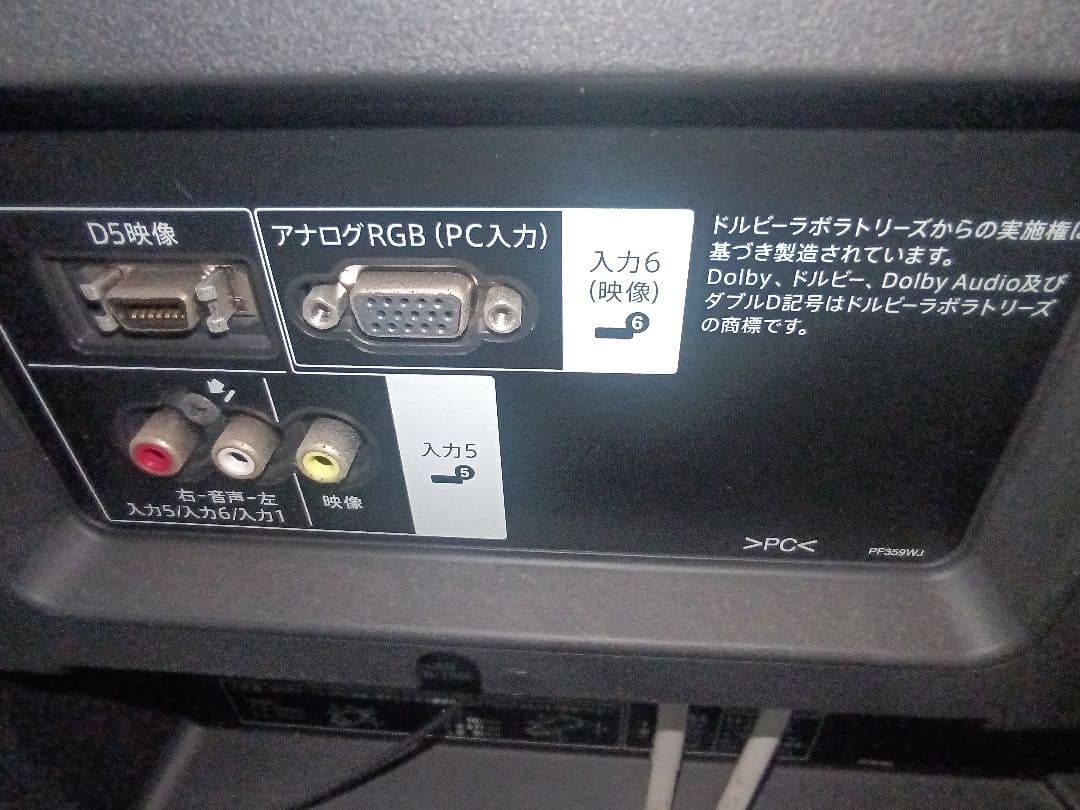 D5映像
アナログRGB(PC入力)
入力6
(映像)
6
ドルビーラボラトリーズからの実施権に
基づき製造されています。
Dolby、ドルビー、Dolby Audio及び
ダブルD記号はドルビーラボラトリーズ
の商標です。
右-音声-左
入力5/入力6/入力1
映像
入力5
5
>PC<
PF359WJ